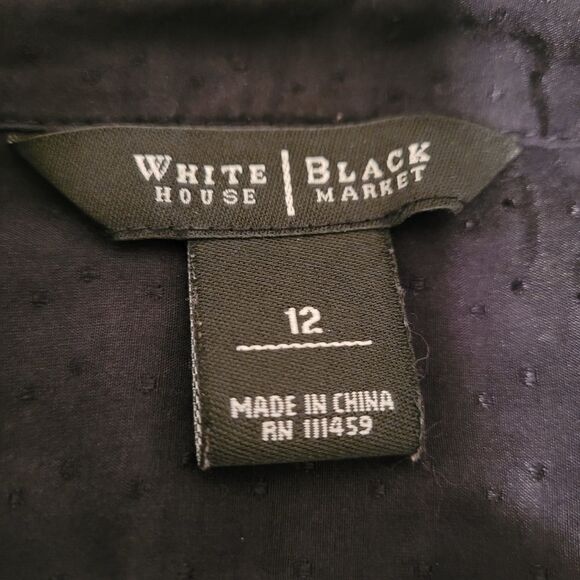 WHITE | BLACK
HOUSE | MARKET
12
MADE IN CHINA
RN 111459